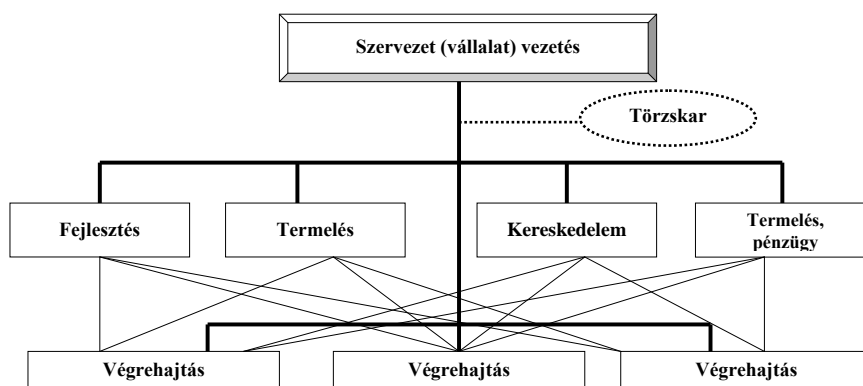 Szervezet (vállalat) vezetés
Törzskar
Fejlesztés
Termelés
Kereskedelem
Termelés,
pénzügy
Végrehajtás
Végrehajtás
Végrehajtás